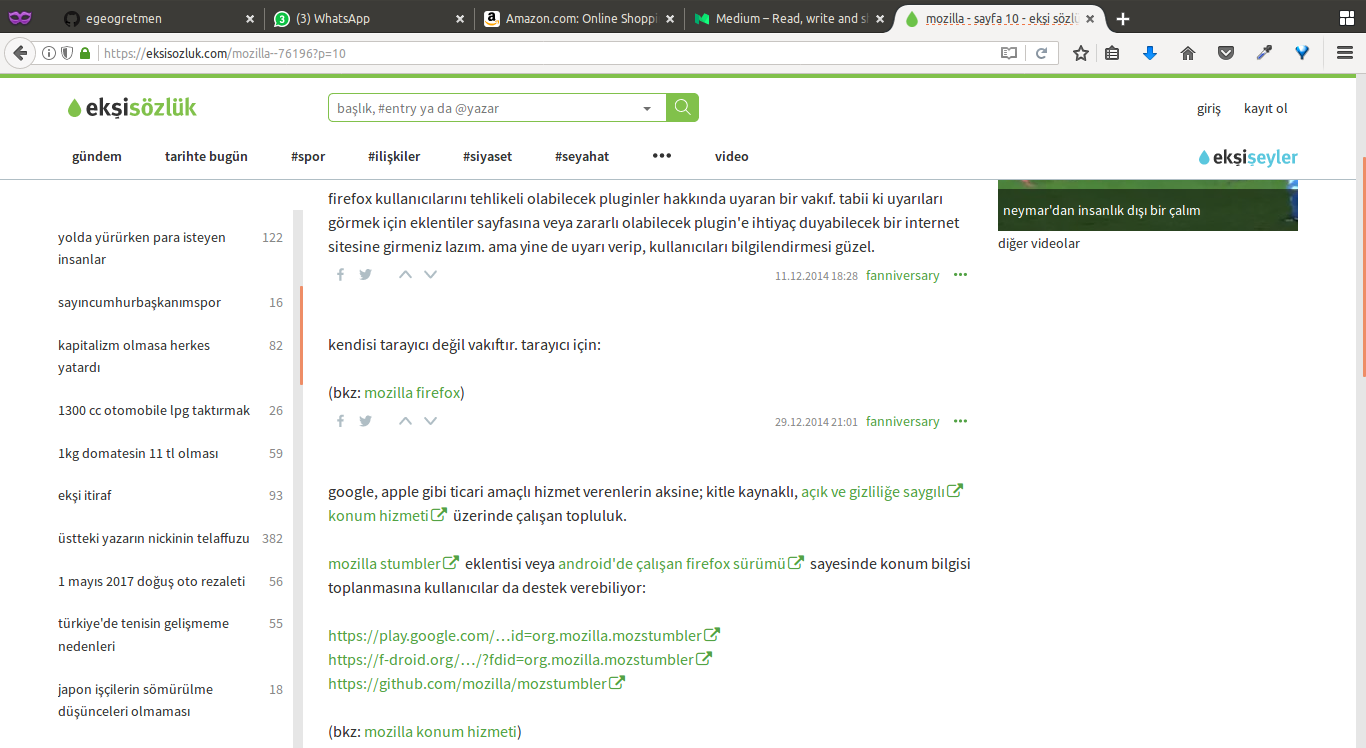 egeogretmen
(3) WhatsApp
Amazon.com: Online Shoppi
Medium – Read, write and sh
mozilla - sayfa 10 - ekşi sözlü
https://eksisozluk.com/mozilla--76196?p=10
ekşisözlük
başlık, #entry ya da @yazar
giriş
kayıt ol
gündem
tarihte bugün
#spor
#ilişkiler
#siyaset
#seyahat
•••
video
ekşişeyler
yolda yürürken para isteyen 122
insanlar
sayıncumhurbaşkanımspor 16
kapitalizm olmasa herkes 82
yatardı
1300 cc otomobile lpg taktırmak 26
1kg domatesin 11 tl olması 59
ekşi itiraf 93
üstteki yazarın nickinin telaffuzu 382
1 mayıs 2017 doğuş oto rezaleti 56
türkiye'de tenisin gelişmeme 55
nedenleri
japon işçilerin sömürülme 18
düşünceleri olmaması
firefox kullanıcılarını tehlikeli olabilecek pluginler hakkında uyaran bir vakıf. tabii ki uyarıları
görmek için eklentiler sayfasına veya zararlı olabilecek plugin'e ihtiyaç duyabilecek bir internet
sitesine girmeniz lazım. ama yine de uyarı verip, kullanıcıları bilgilendirmesi güzel.
11.12.2014 18:28 fanniversary •••
kendisi tarayıcı değil vakıftır. tarayıcı için:
(bkz: mozilla firefox)
29.12.2014 21:01 fanniversary •••
google, apple gibi ticari amaçlı hizmet verenlerin aksine; kitle kaynaklı, açık ve gizliliğe saygılı
konum hizmeti üzerinde çalışan topluluk.
mozilla stumbler eklentisi veya android'de çalışan firefox sürümü sayesinde konum bilgisi
toplanmasına kullanıcılar da destek verebiliyor:
https://play.google.com/…id=org.mozilla.mozstumbler
https://f-droid.org/…/?fdid=org.mozilla.mozstumbler
https://github.com/mozilla/mozstumbler
(bkz: mozilla konum hizmeti)
neymar'dan insanlık dışı bir çalım
diğer videolar